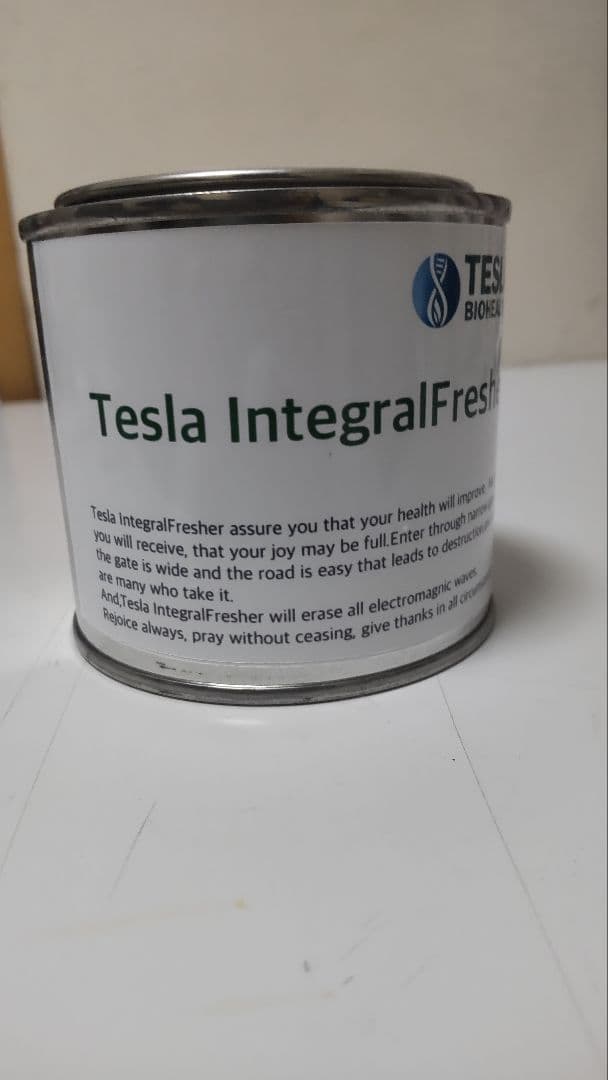 TESL
BIOHEAL
Tesla IntegralFreshe
Tesla IntegralFresher assure you that your health will improve.
you will receive, that your joy may be full.Enter through narrow
the gate is wide and the road is easy that leads to destruction
are many who take it.
And,Tesla IntegralFresher will erase all electromagnic waves.
Rejoice always, pray without ceasing, give thanks in all